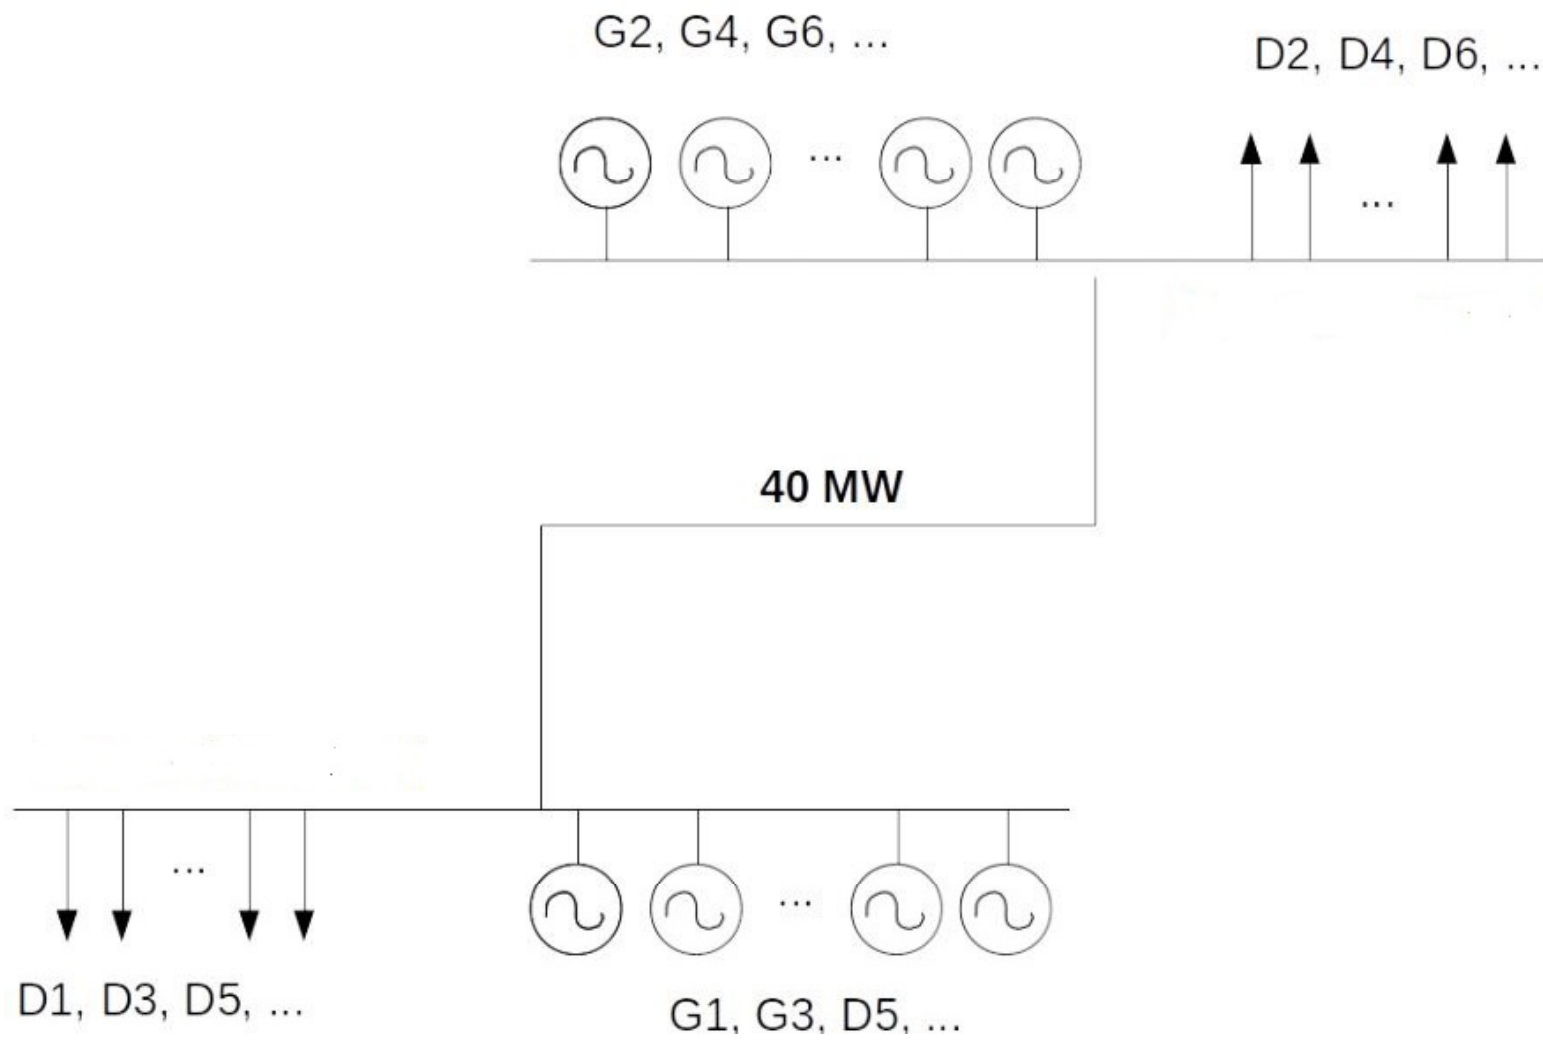 G2, G4, G6, ...
D2, D4, D6, ...
...
...
40 MW
...
...
D1, D3, D5, ...
G1, G3, D5, ...